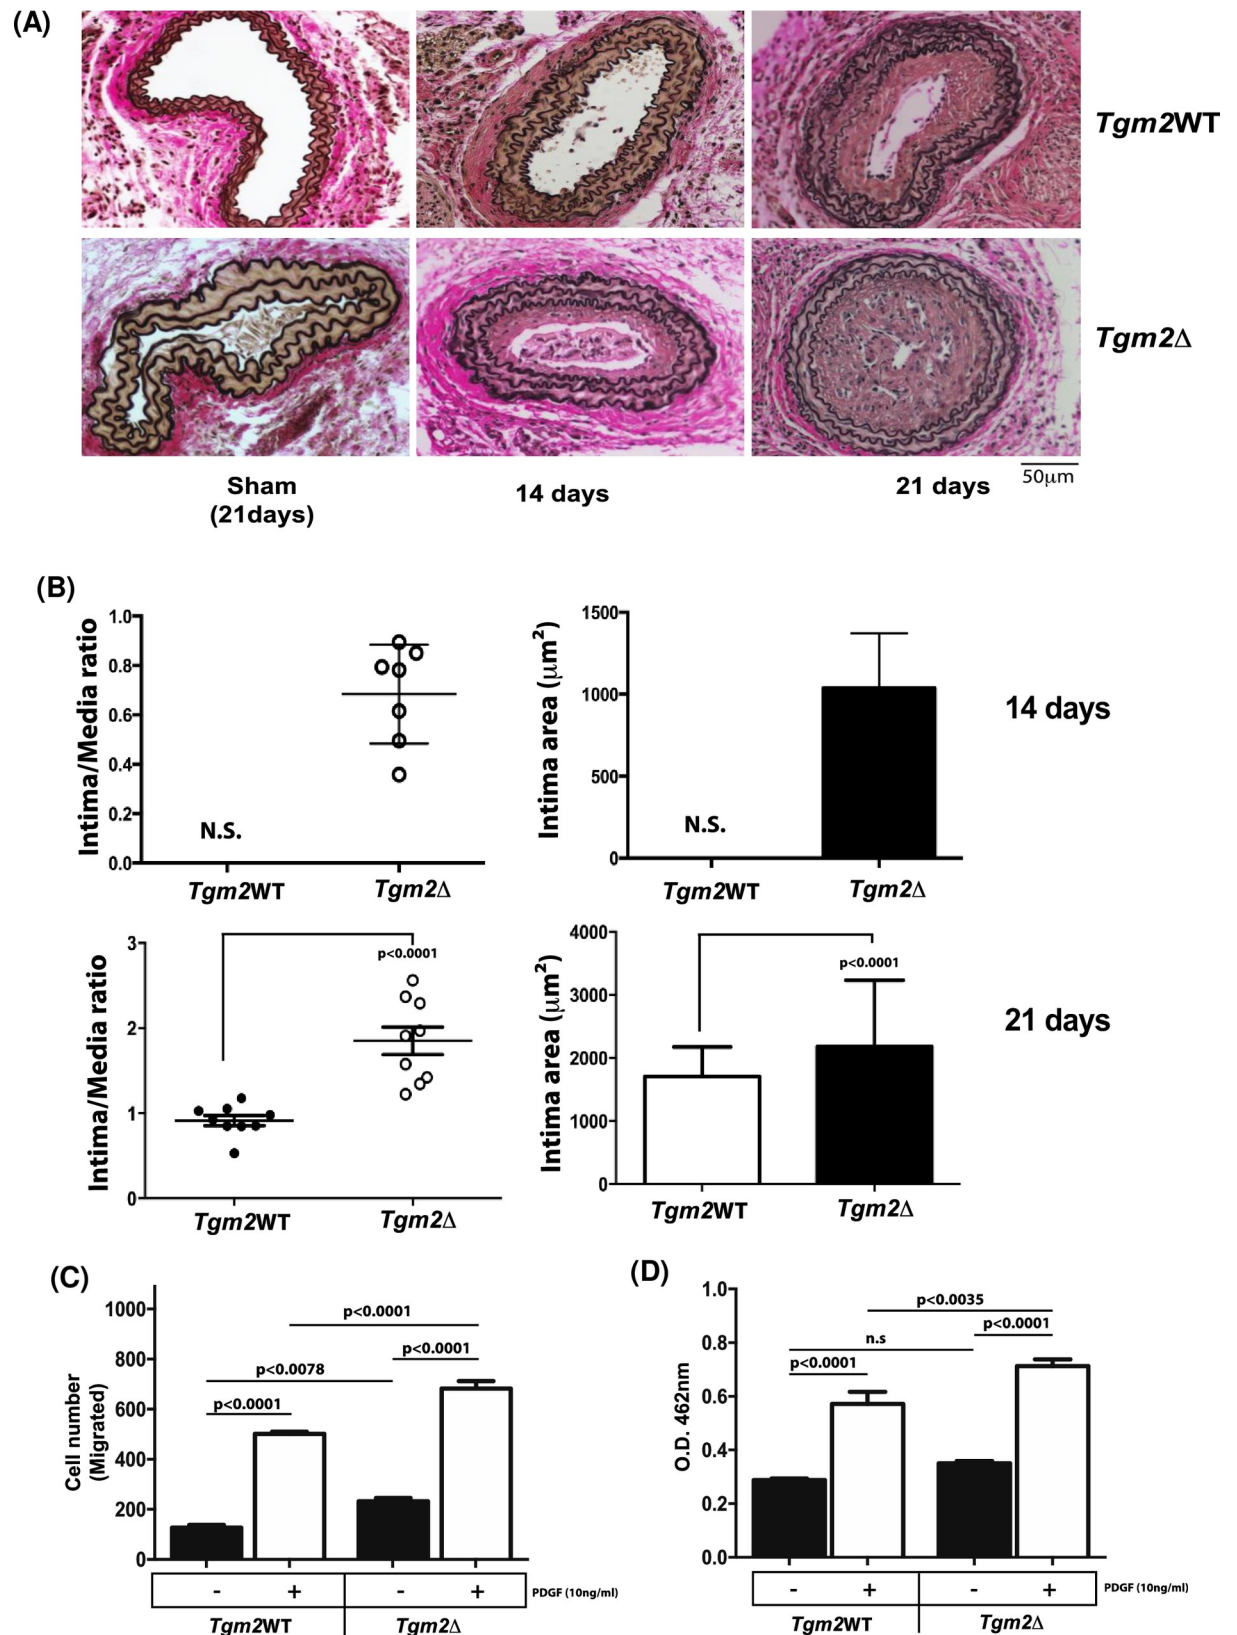 (A)
Tgm2WT
Tgm2Δ
Sham
(21days)
14 days
21 days
50μm
(B)
Intima/Media ratio
1.0
0.8
0.6
0.4
0.2
0.0
N.S.
Tgm2WT
Tgm2Δ
Intima area (μm²)
1500
1000
500
0
N.S.
Tgm2WT
Tgm2Δ
14 days
Intima/Media ratio
3
2
1
0
p<0.0001
Tgm2WT
Tgm2Δ
Intima area (μm²)
4000
3000
2000
1000
0
p<0.0001
Tgm2WT
Tgm2Δ
21 days
(C)
Cell number
(Migrated)
1000
800
600
400
200
0
p<0.0001
p<0.0001
p<0.0078
p<0.0001
- + - + PDGF (10ng/ml)
Tgm2WT Tgm2Δ
(D)
O.D. 462nm
1.0
0.8
0.6
0.4
0.2
0.0
p<0.0035
p<0.0001
n.s
p<0.0001
- + - + PDGF (10ng/ml)
Tgm2WT Tgm2Δ